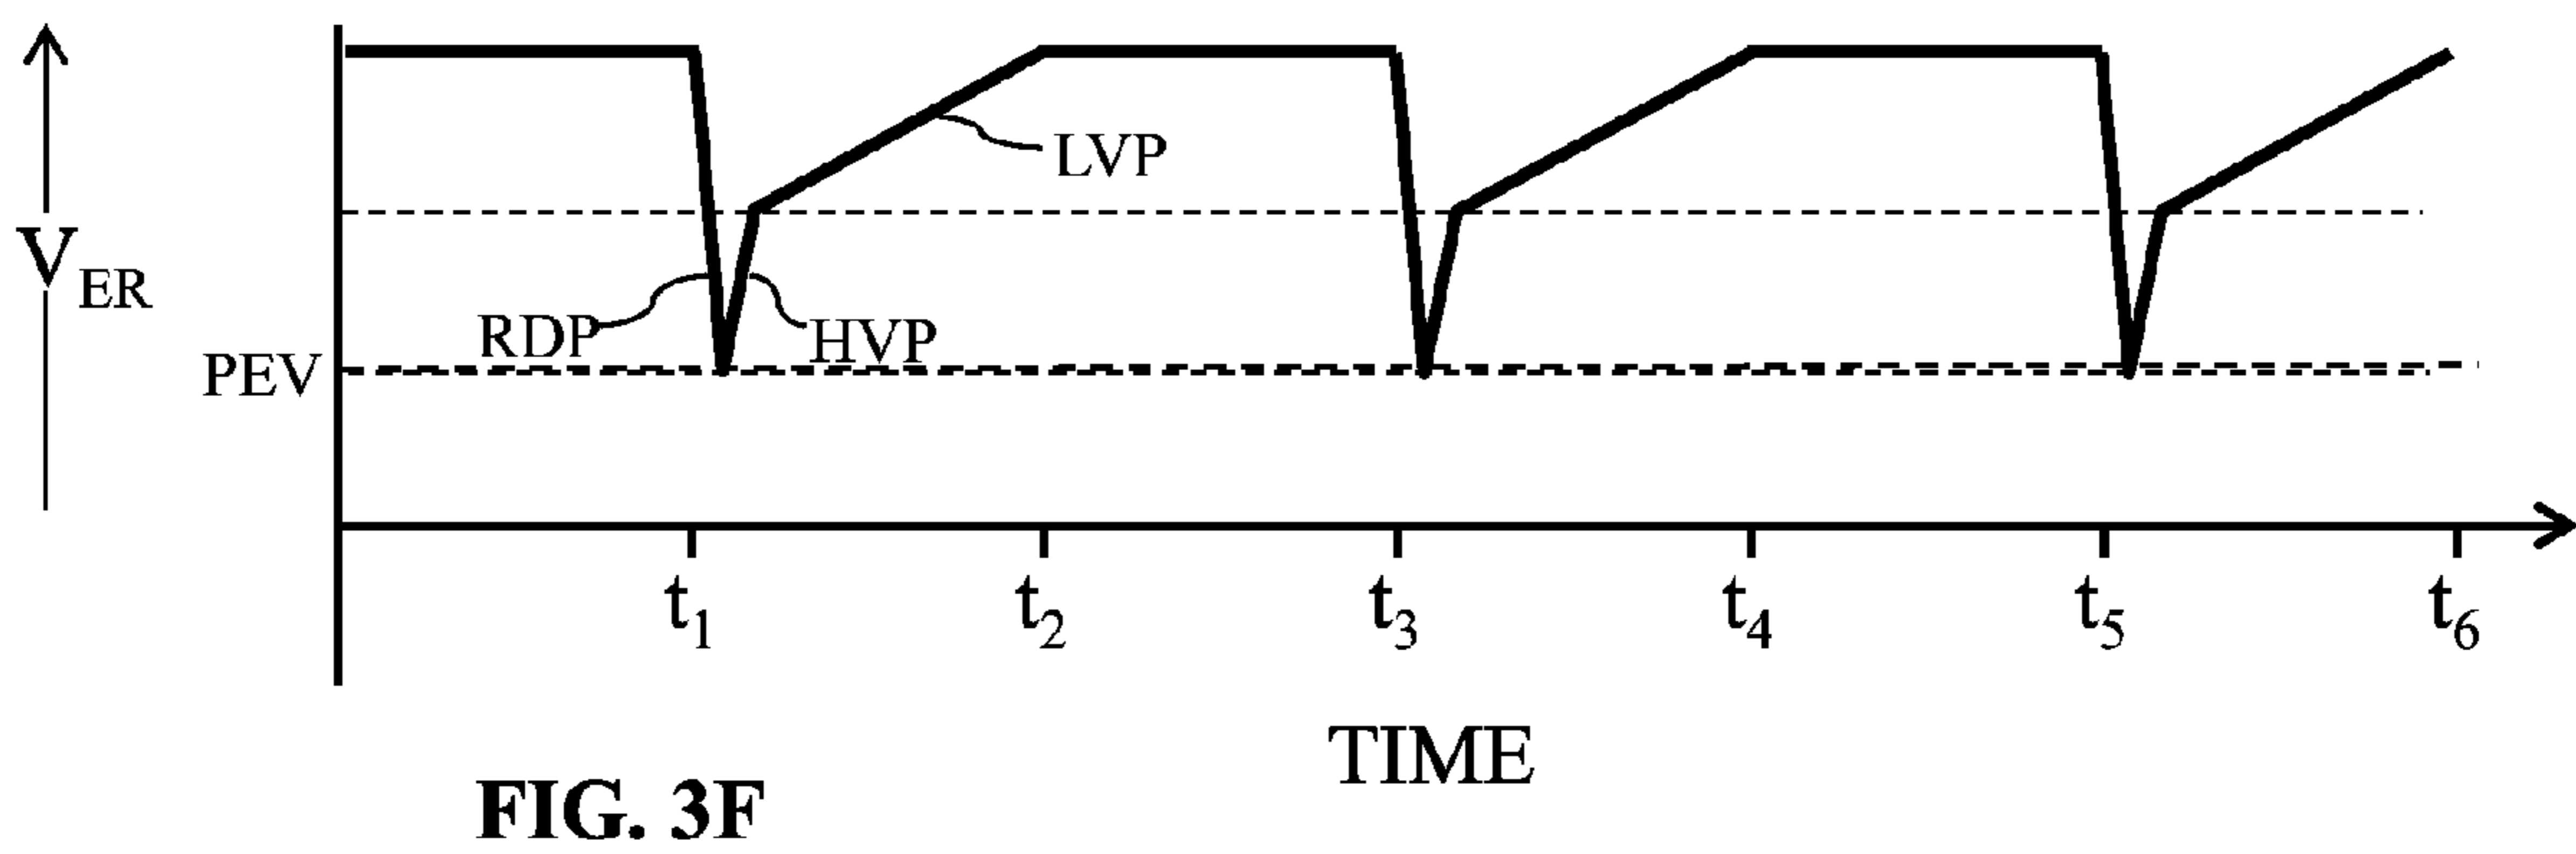 V_ER
LVP
RDP
HVP
PEV
t_1 t_2 t_3 t_4 t_5 t_6
TIME
FIG. 3F